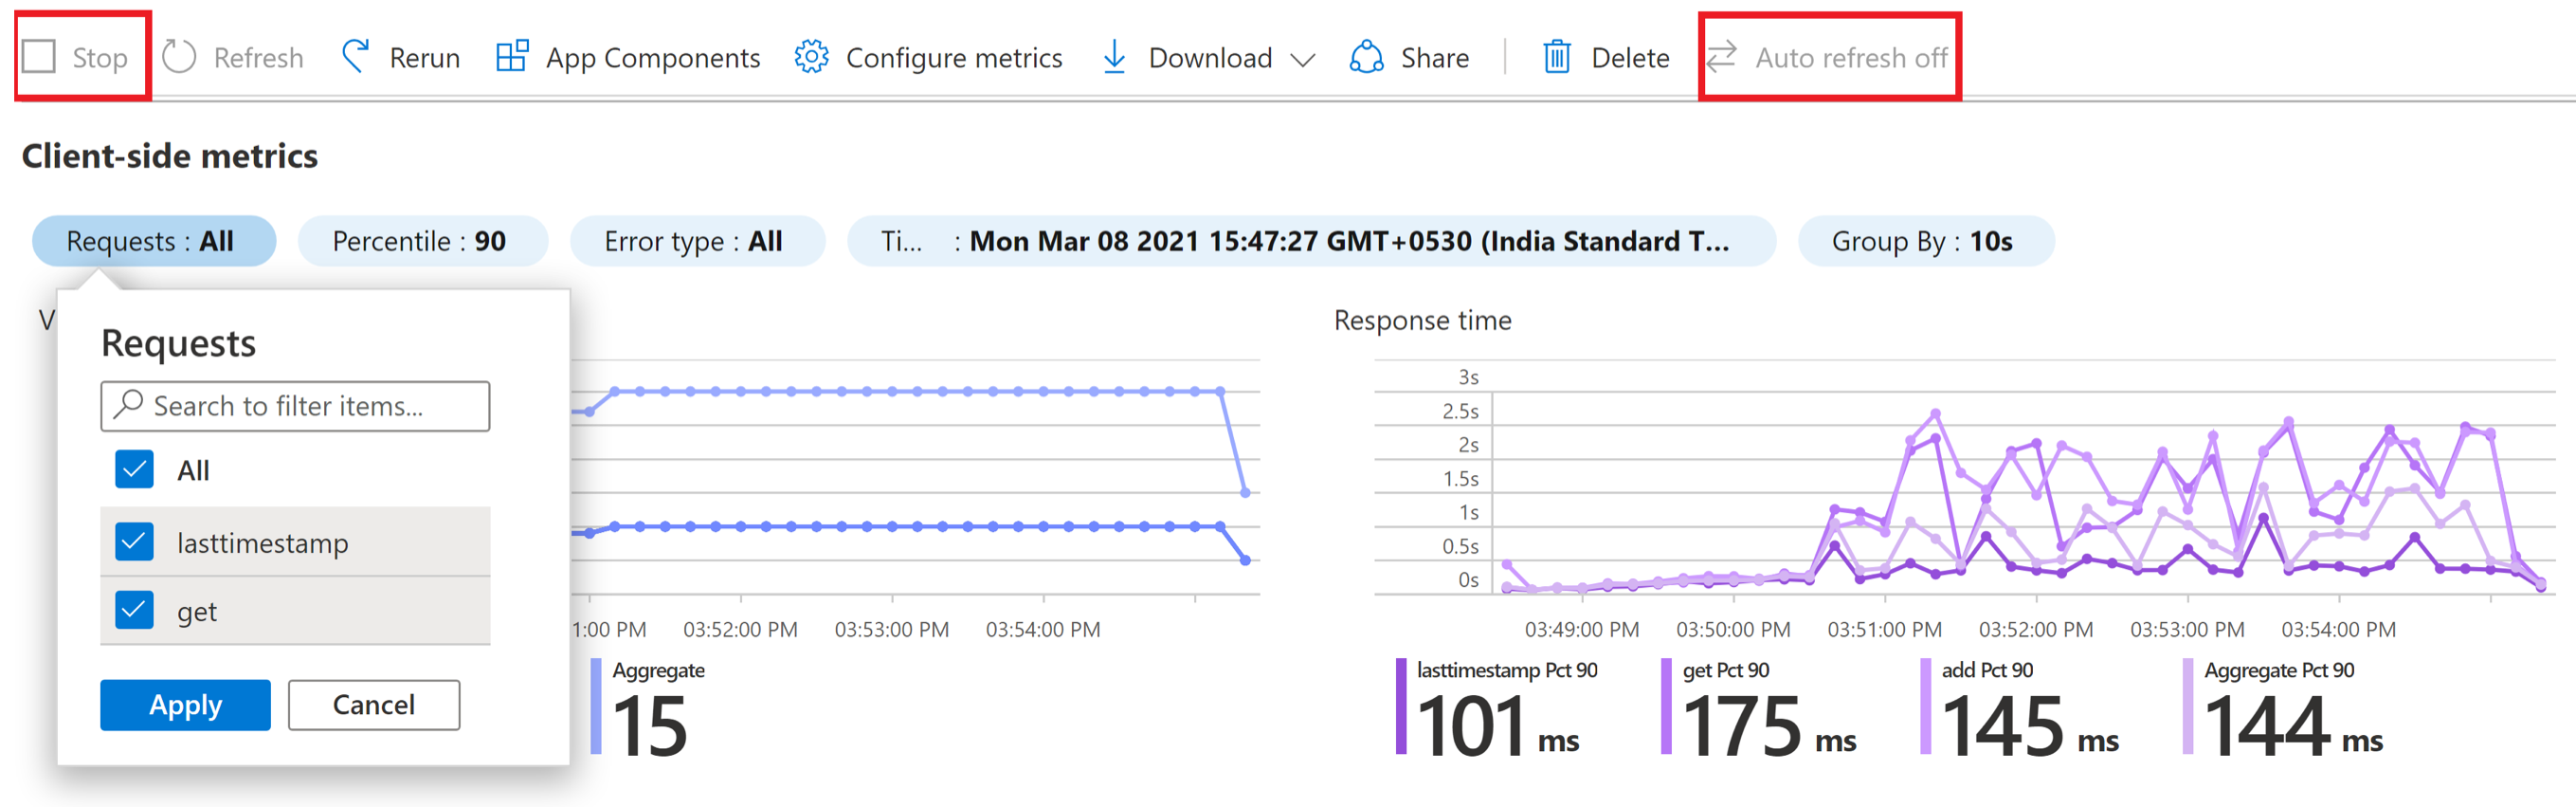 Stop Refresh Rerun App Components Configure metrics Download Share Delete Auto refresh off
Client-side metrics
Requests : All Percentile : 90 Error type : All Ti... : Mon Mar 08 2021 15:47:27 GMT+0530 (India Standard T... Group By : 10s
V
Requests
Search to filter items...
All
lasttimestamp
get
Apply Cancel
1:00 PM 03:52:00 PM 03:53:00 PM 03:54:00 PM
Aggregate
15
Response time
3s
2.5s
2s
1.5s
1s
0.5s
0s
03:49:00 PM 03:50:00 PM 03:51:00 PM 03:52:00 PM 03:53:00 PM 03:54:00 PM
lasttimestamp Pct 90
101 ms
get Pct 90
175 ms
add Pct 90
145 ms
Aggregate Pct 90
144 ms